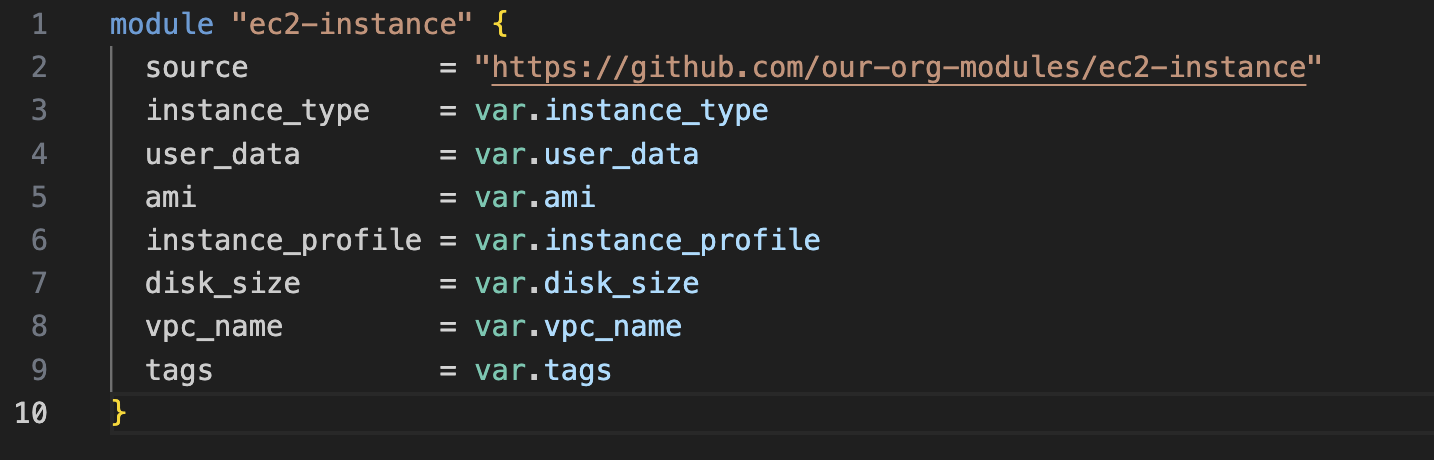 1 module "ec2-instance" {
2   source           = "https://github.com/our-org-modules/ec2-instance"
3   instance_type    = var.instance_type
4   user_data        = var.user_data
5   ami              = var.ami
6   instance_profile = var.instance_profile
7   disk_size        = var.disk_size
8   vpc_name         = var.vpc_name
9   tags             = var.tags
10 }